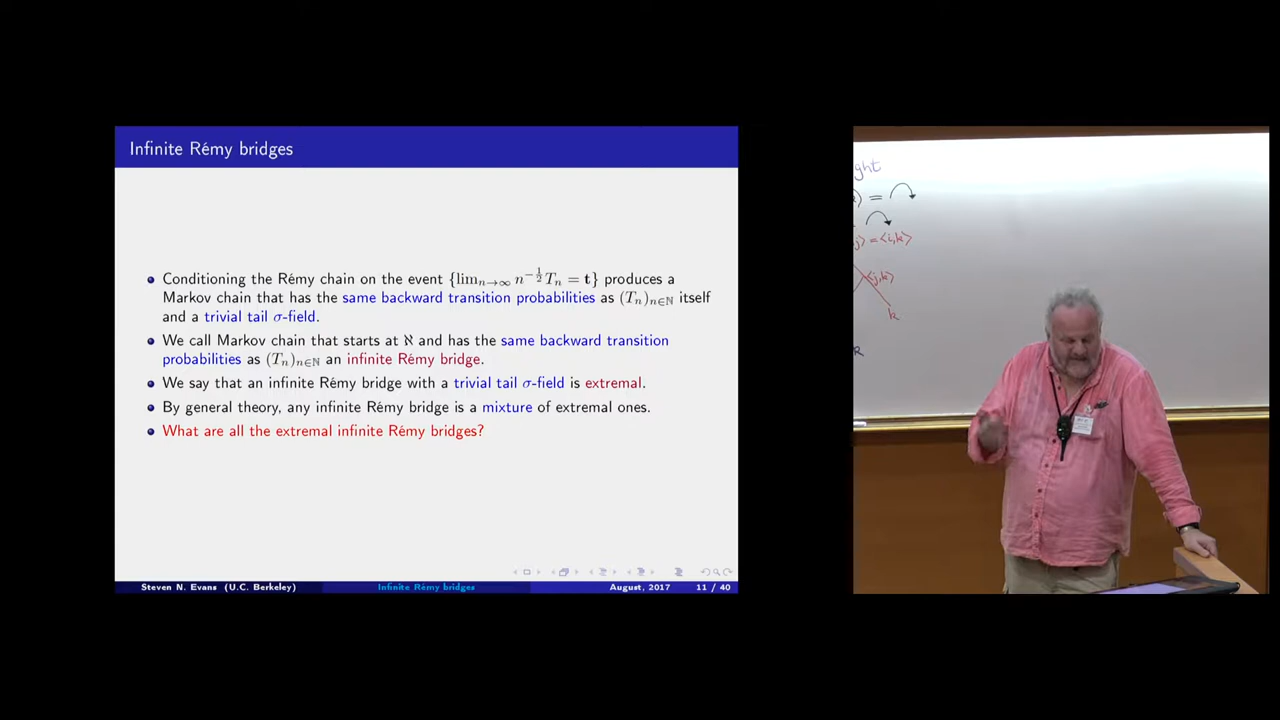 Infinite Rémy bridges
Conditioning the Rémy chain on the event {lim_{n→∞} n^{-1/2} T_n = t} produces a
Markov chain that has the same backward transition probabilities as (T_n)_{n∈ℕ} itself
and a trivial tail σ-field.
We call Markov chain that starts at ℵ and has the same backward transition
probabilities as (T_n)_{n∈ℕ} an infinite Rémy bridge.
We say that an infinite Rémy bridge with a trivial tail σ-field is extremal.
By general theory, any infinite Rémy bridge is a mixture of extremal ones.
What are all the extremal infinite Rémy bridges?
Steven N. Evans (U.C. Berkeley) Infinite Rémy bridges August, 2017 11 / 40
ght
⟩ =
j⟩ = ⟨i,k⟩
⟨j,k⟩
k
R